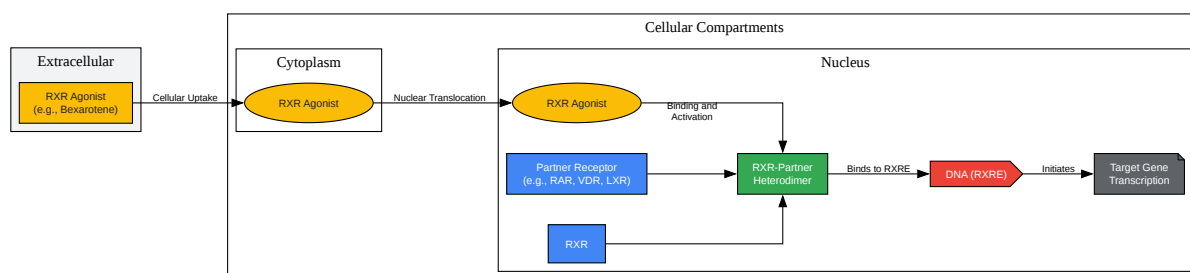 Cellular Compartments
Extracellular
Cytoplasm
Nucleus
RXR Agonist
(e.g., Bexarotene)
Cellular Uptake
RXR Agonist
Nuclear Translocation
RXR Agonist
Binding and
Activation
Partner Receptor
(e.g., RAR, VDR, LXR)
RXR-Partner
Heterodimer
Binds to RXRE
DNA (RXRE)
Initiates
Target Gene
Transcription
RXR